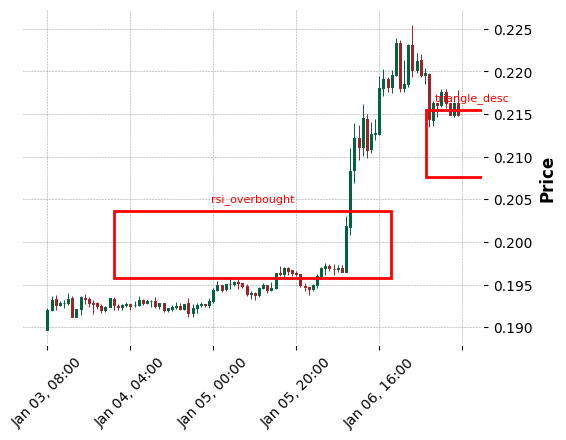 0.225
0.220
triangle_desc
0.215
0.210
rsi_overbought
0.205
0.200
0.195
0.190
Price
Jan 03, 08:00
Jan 04, 04:00
Jan 05, 00:00
Jan 05, 20:00
Jan 06, 16:00